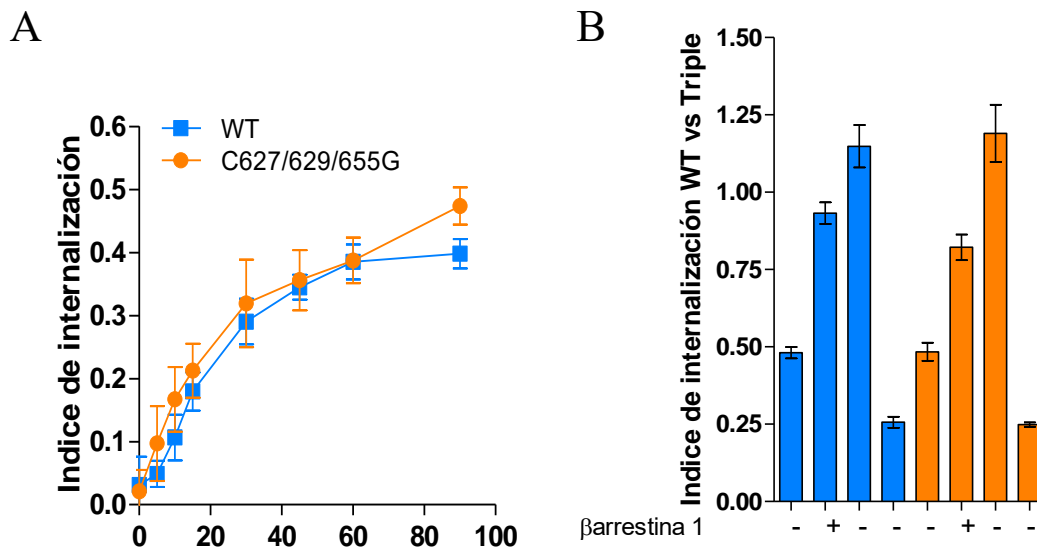 A
Indice de internalización
0.6
0.5
0.4
0.3
0.2
0.1
0.0
WT
C627/629/655G
0 20 40 60 80 100
B
Indice de internalización WT vs Triple
1.50
1.25
1.00
0.75
0.50
0.25
0.00
βarrestina 1 - + - - - + - -